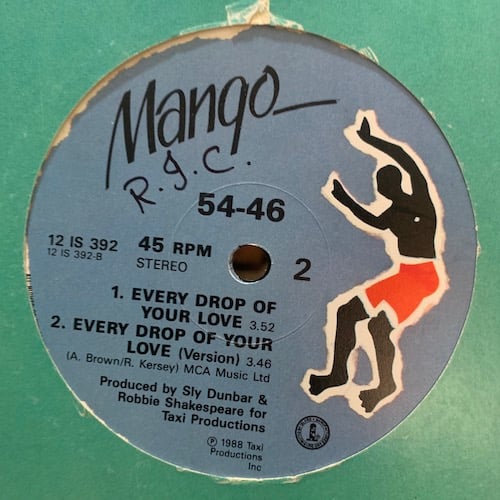 Mango
R.J.C.
54-46
12 IS 392 45 RPM
12 IS 392-B STEREO
2
1. EVERY DROP OF
YOUR LOVE 3.52
2. EVERY DROP OF YOUR
LOVE (Version) 3.46
(A. Brown/R. Kersey) MCA Music Ltd
Produced by Sly Dunbar &
Robbie Shakespeare for
Taxi Productions
℗ 1988 Taxi
Productions
Inc